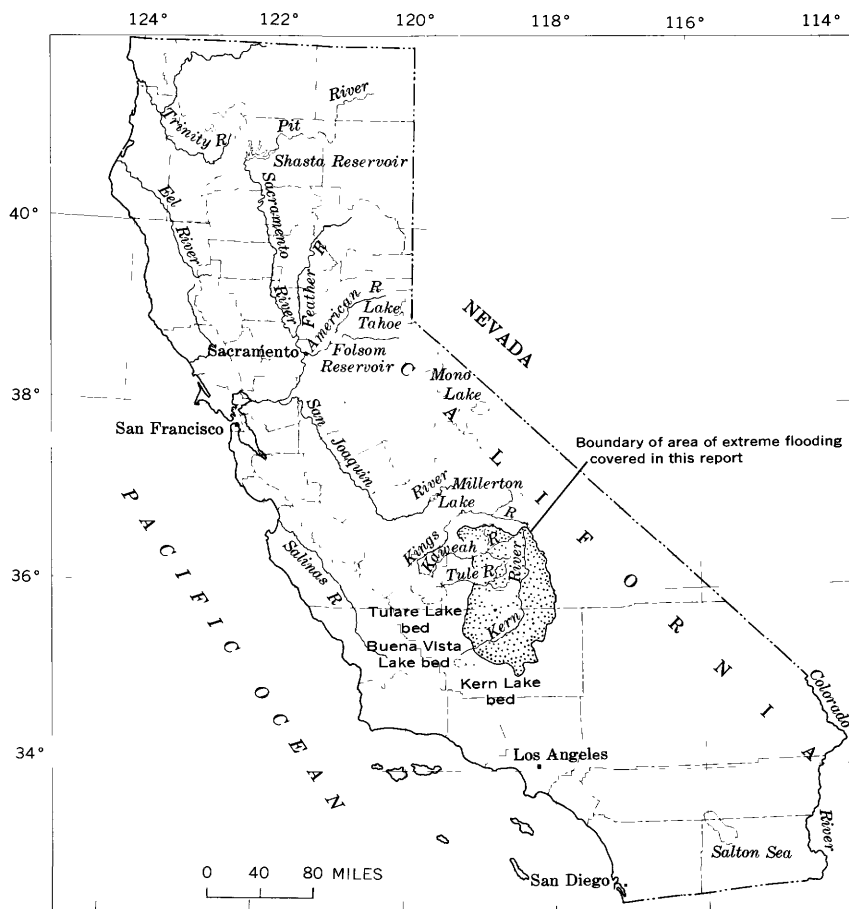 124° 122° 120° 118° 116° 114°
River
Pit
Trinity R
Shasta Reservoir
Sacramento
River
Eel
River
40°
Feather R
American R
Lake
Tahoe
NEVADA
Sacramento
Folsom
Reservoir
CALIFORNIA
38°
Mono
Lake
San Francisco
San Joaquin
River
Boundary of area of extreme flooding
covered in this report
Millerton
Lake
PACIFIC OCEAN
Kings R
Kaweah R
Salinas R
36°
Tule R
River
Tulare Lake
bed
Kern
Buena Vista
Lake bed
Kern Lake
bed
Colorado
River
34°
Los Angeles
Salton Sea
0 40 80 MILES
San Diego